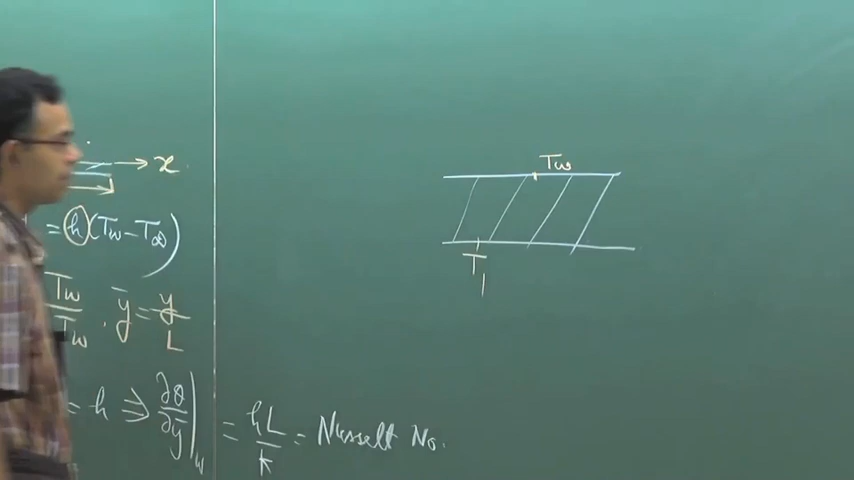 x
= h (Tw - T∞)
Tw
Tw . ȳ = y / L
= h ⇒ ∂θ/∂ȳ |w = hL/k = Nusselt No.
Tw
T1